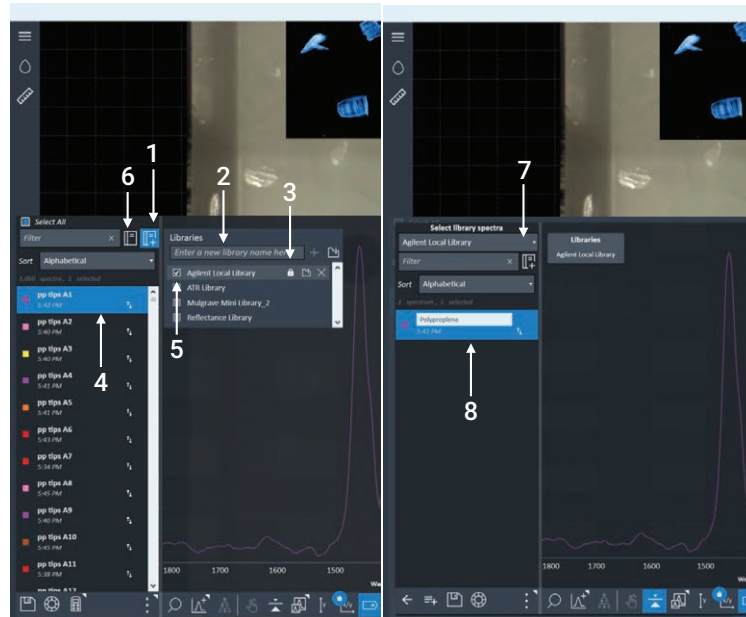 1
6
2
3
Select All
Filter
Sort Alphabetical
1,060 spectra, 1 selected
pp tips A1
5:42 PM
pp tips A2
5:40 PM
pp tips A3
5:40 PM
4
pp tips A4
5:41 PM
pp tips A5
5:41 PM
pp tips A6
5:43 PM
pp tips A7
5:34 PM
pp tips A8
5:45 PM
pp tips A9
5:40 PM
pp tips A10
5:45 PM
pp tips A11
5:38 PM
Libraries
Enter a new library name here
Agilent Local Library
ATR Library
Mulgrave Mini Library_2
Reflectance Library
5
1800 1700 1600 1500
7
Select library spectra
Agilent Local Library
Filter
Sort Alphabetical
1 spectrum, 1 selected
Polypropylene
5:42 PM
8
Libraries
Agilent Local Library
1800 1700 1600 1500